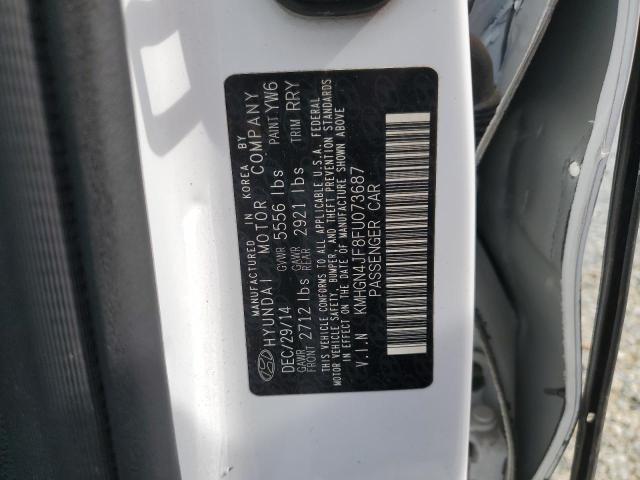 MANUFACTURED IN KOREA BY
HYUNDAI MOTOR COMPANY
DEC/29/14 GVWR 5556 lbs PAINT YW6
GAWR FRONT 2712 lbs GAWR REAR 2921 lbs TRIM RRY
THIS VEHICLE CONFORMS TO ALL APPLICABLE U.S.A. FEDERAL
MOTOR VEHICLE SAFETY, BUMPER, AND THEFT PREVENTION STANDARDS
IN EFFECT ON THE DATE OF MANUFACTURE SHOWN ABOVE
V.I.N KMHGN4JF8FU073687
PASSENGER CAR